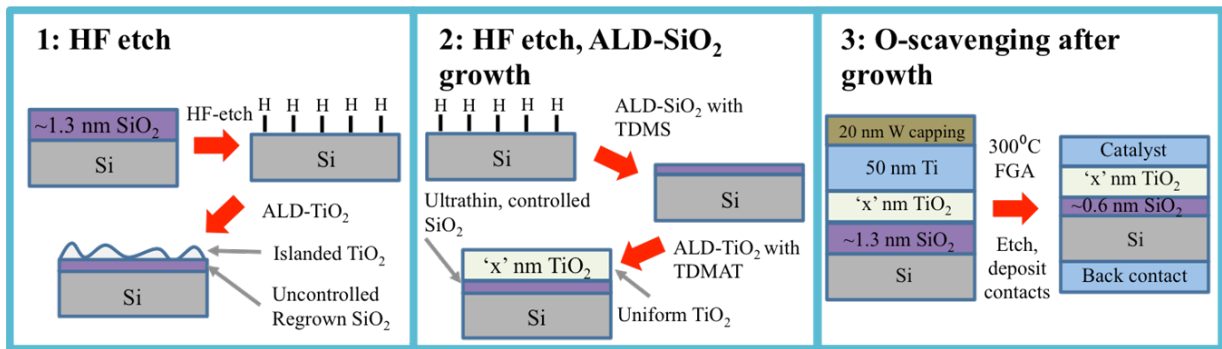 1: HF etch
~1.3 nm SiO₂
Si
HF-etch
H H H H H
Si
ALD-TiO₂
Islanded TiO₂
Uncontrolled
Regrown SiO₂
Si
2: HF etch, ALD-SiO₂
growth
H H H H H
Si
ALD-SiO₂ with
TDMS
Si
Ultrathin, controlled
SiO₂
ALD-TiO₂ with
TDMAT
‘x’ nm TiO₂
Si
Uniform TiO₂
3: O-scavenging after
growth
20 nm W capping
50 nm Ti
‘x’ nm TiO₂
~1.3 nm SiO₂
Si
300⁰C
FGA
Etch,
deposit
contacts
Catalyst
‘x’ nm TiO₂
~0.6 nm SiO₂
Si
Back contact